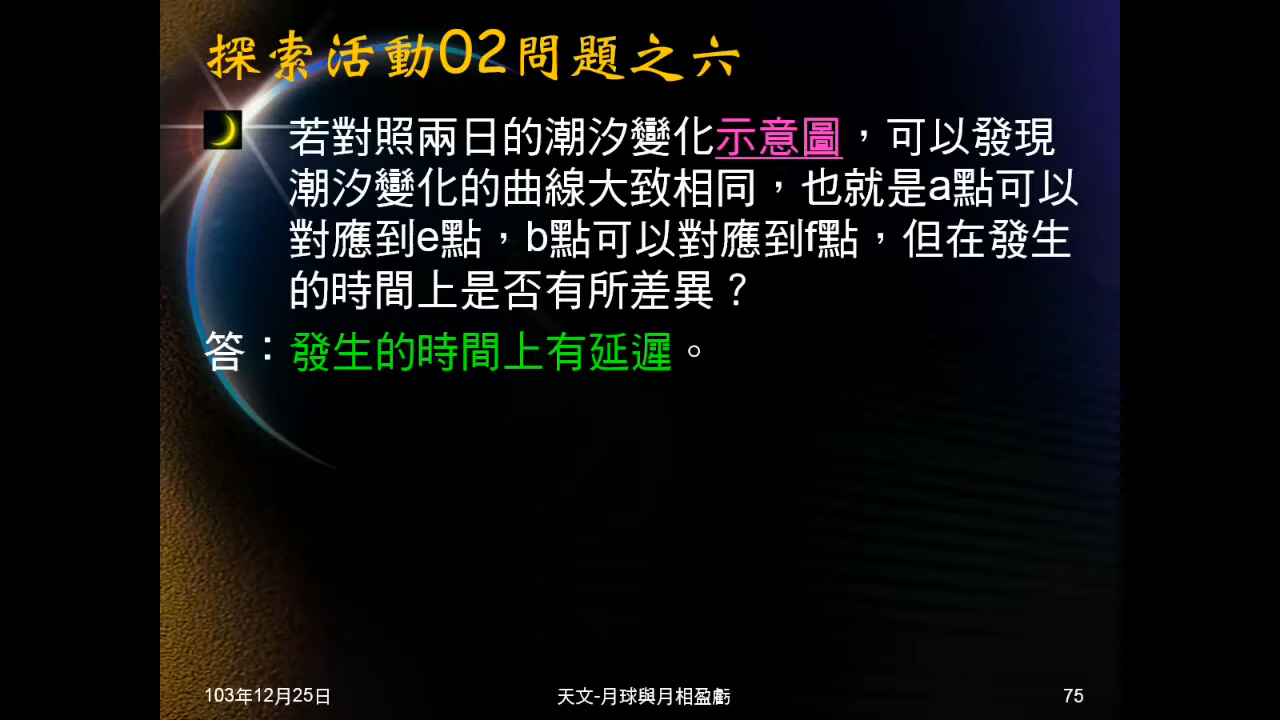 探索活動02問題之六
若對照兩日的潮汐變化示意圖，可以發現
潮汐變化的曲線大致相同，也就是a點可以
對應到e點，b點可以對應到f點，但在發生
的時間上是否有所差異？
答：發生的時間上有延遲。
103年12月25日
天文-月球與月相盈虧
75